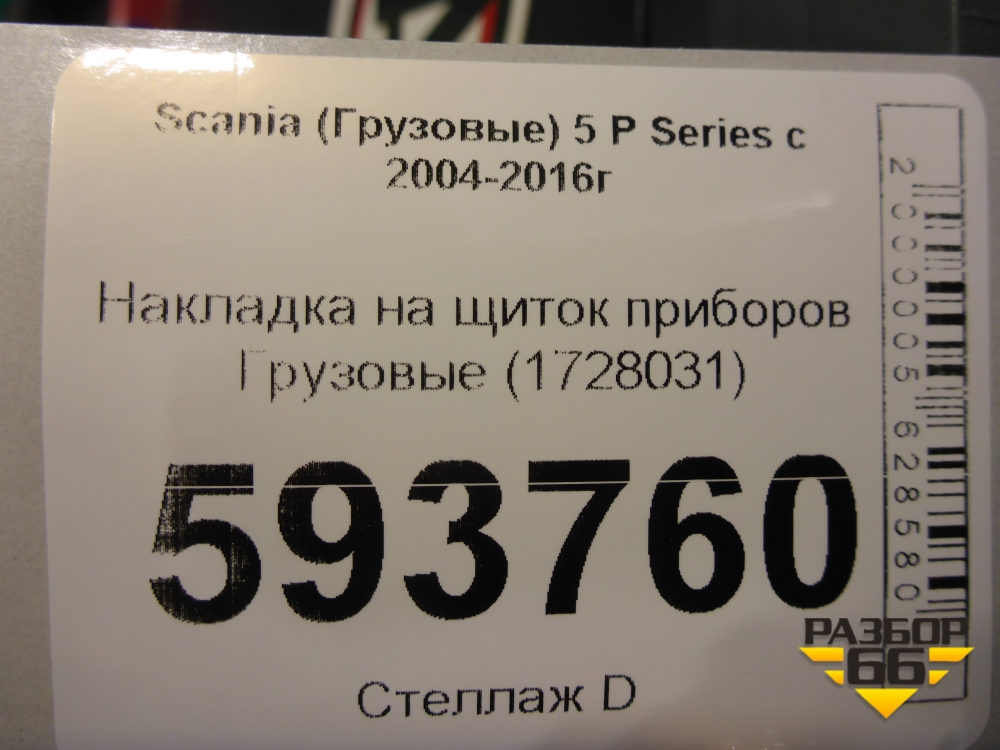 Scania (Грузовые) 5 P Series с
2004-2016г
Накладка на щиток приборов
Грузовые (1728031)
593760
Стеллаж D
2000005628580
РАЗБОР
66